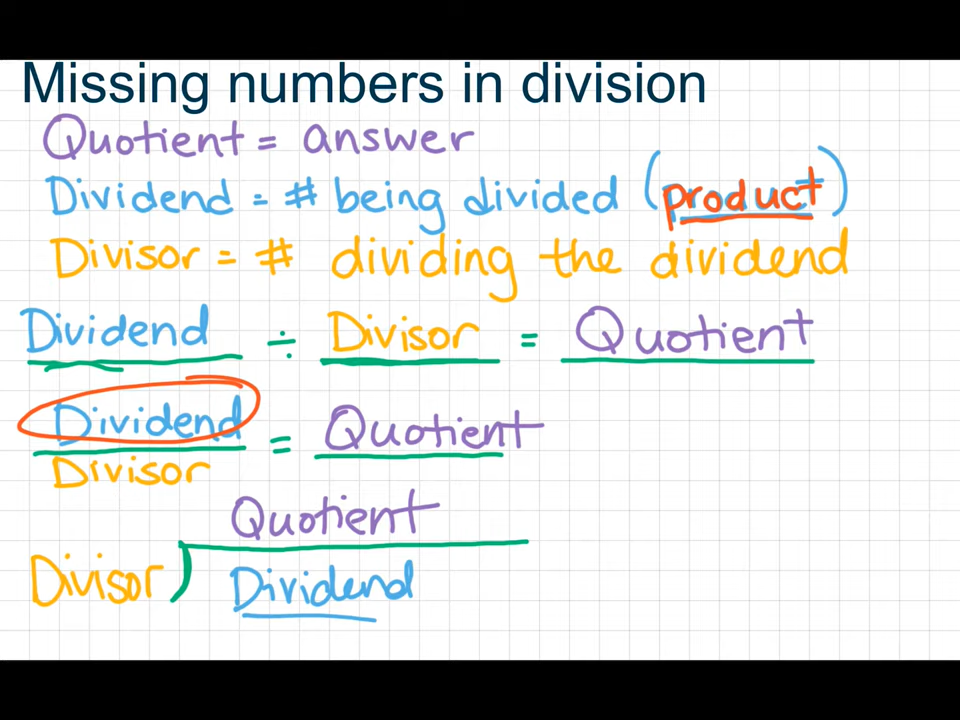 Missing numbers in division
Quotient = answer
Dividend = # being divided (product)
Divisor = # dividing the dividend
Dividend ÷ Divisor = Quotient
Dividend
= Quotient
Divisor
Quotient
Divisor ) Dividend